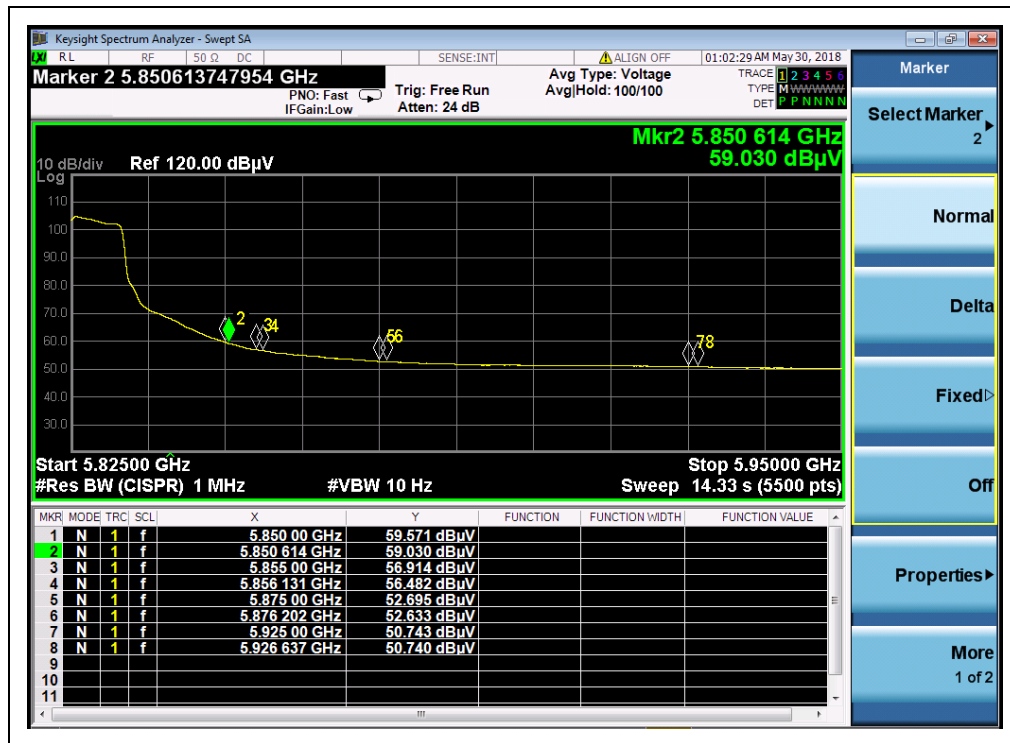 Keysight Spectrum Analyzer - Swept SA
LXI RL RF 50 Ω DC SENSE:INT ALIGN OFF 01:02:29 AM May 30, 2018
Marker 2 5.850613747954 GHz
PNO: Fast
IFGain:Low
Trig: Free Run
Atten: 24 dB
Avg Type: Voltage
Avg|Hold: 100/100
TRACE 1 2 3 4 5 6
TYPE M WWWWW
DET P P N N N N
Mkr2 5.850 614 GHz
59.030 dBµV
10 dB/div Ref 120.00 dBµV
Log
110
100
90.0
80.0
70.0
60.0
50.0
40.0
30.0
2
34
56
78
Start 5.82500 GHz Stop 5.95000 GHz
#Res BW (CISPR) 1 MHz #VBW 10 Hz Sweep 14.33 s (5500 pts)
MKR MODE TRC SCL X Y FUNCTION FUNCTION WIDTH FUNCTION VALUE
1 N 1 f 5.850 00 GHz 59.571 dBµV
2 N 1 f 5.850 614 GHz 59.030 dBµV
3 N 1 f 5.855 00 GHz 56.914 dBµV
4 N 1 f 5.856 131 GHz 56.482 dBµV
5 N 1 f 5.875 00 GHz 52.695 dBµV
6 N 1 f 5.876 202 GHz 52.633 dBµV
7 N 1 f 5.925 00 GHz 50.743 dBµV
8 N 1 f 5.926 637 GHz 50.740 dBµV
9
10
11
Marker
Select Marker
2
Normal
Delta
Fixed
Off
Properties
More
1 of 2